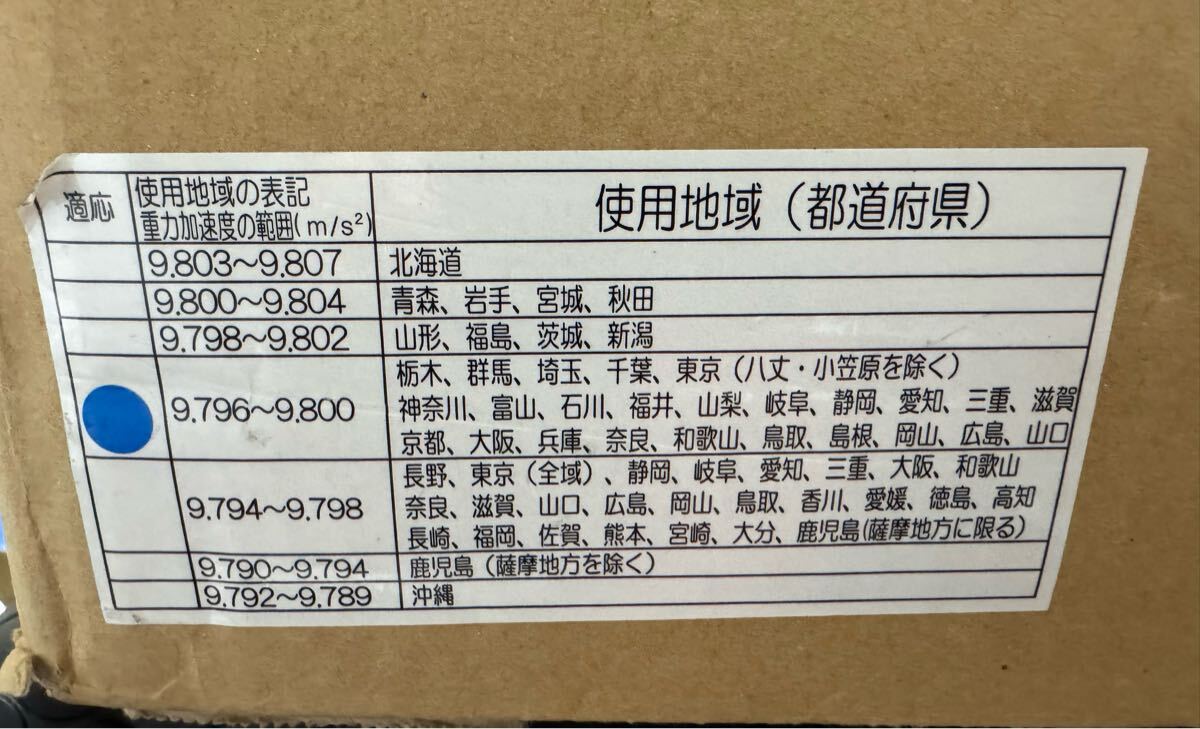 適応 使用地域の表記 使用地域（都道府県）
重力加速度の範囲(m/s²)
9.803～9.807 北海道
9.800～9.804 青森、岩手、宮城、秋田
9.798～9.802 山形、福島、茨城、新潟
9.796～9.800 栃木、群馬、埼玉、千葉、東京（八丈・小笠原を除く）
神奈川、富山、石川、福井、山梨、岐阜、静岡、愛知、三重、滋賀
京都、大阪、兵庫、奈良、和歌山、鳥取、島根、岡山、広島、山口
9.794～9.798 長野、東京（全域）、静岡、岐阜、愛知、三重、大阪、和歌山
奈良、滋賀、山口、広島、岡山、鳥取、香川、愛媛、徳島、高知
長崎、福岡、佐賀、熊本、宮崎、大分、鹿児島(薩摩地方に限る)
9.790～9.794 鹿児島（薩摩地方を除く）
9.792～9.789 沖縄